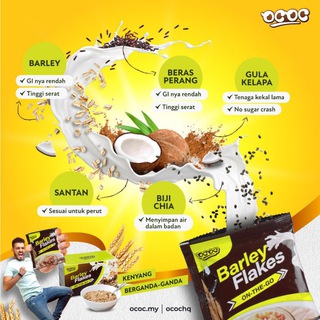 OCOC
BARLEY
✓ GI nya rendah
✓ Tinggi serat
BERAS
PERANG
✓ GI nya rendah
✓ Tinggi serat
GULA
KELAPA
✓ Tenaga kekal lama
✓ No sugar crash
SANTAN
✓ Sesuai untuk perut
BIJI
CHIA
✓ Menyimpan air
dalam badan
Barley
Flakes
Barley
Flakes
KENYANG
BERGANDA-GANDA
OCOC
Barley
Flakes
ON-THE-GO
ococ.my | ocochq